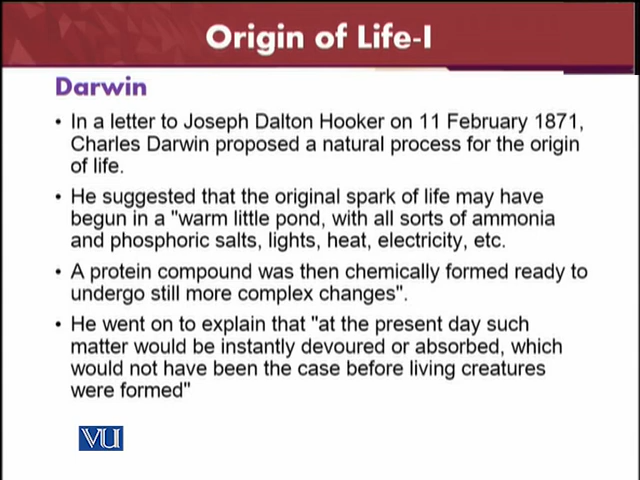 Origin of Life-I
Darwin
• In a letter to Joseph Dalton Hooker on 11 February 1871,
Charles Darwin proposed a natural process for the origin
of life.
• He suggested that the original spark of life may have
begun in a "warm little pond, with all sorts of ammonia
and phosphoric salts, lights, heat, electricity, etc.
• A protein compound was then chemically formed ready to
undergo still more complex changes".
• He went on to explain that "at the present day such
matter would be instantly devoured or absorbed, which
would not have been the case before living creatures
were formed"
VU